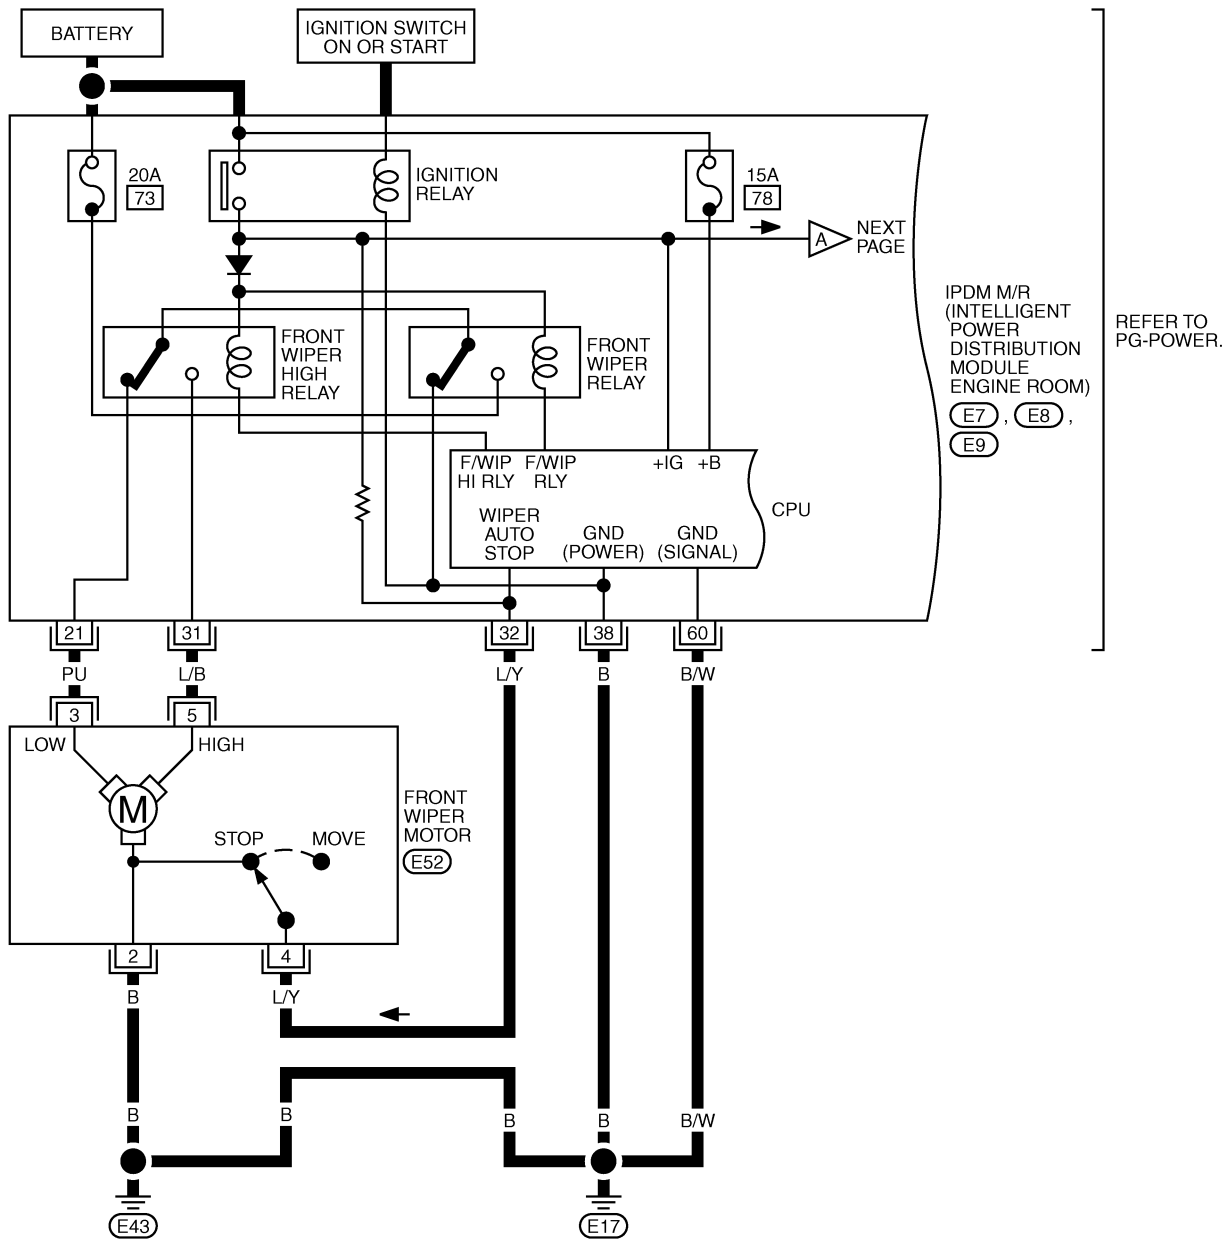 BATTERY
IGNITION SWITCH
ON OR START
20A
73
IGNITION
RELAY
15A
78
A
NEXT
PAGE
IPDM M/R
(INTELLIGENT
POWER
DISTRIBUTION
MODULE
ENGINE ROOM)
E7 , E8 ,
E9
REFER TO
PG-POWER.
FRONT
WIPER
HIGH
RELAY
FRONT
WIPER
RELAY
F/WIP
HI RLY
F/WIP
RLY
+IG
+B
CPU
WIPER
AUTO
STOP
GND
(POWER)
GND
(SIGNAL)
21
31
32
38
60
PU
L/B
L/Y
B
B/W
3
5
LOW
HIGH
M
STOP
MOVE
FRONT
WIPER
MOTOR
E52
2
4
B
L/Y
B
B
B
B
B/W
E43
E17